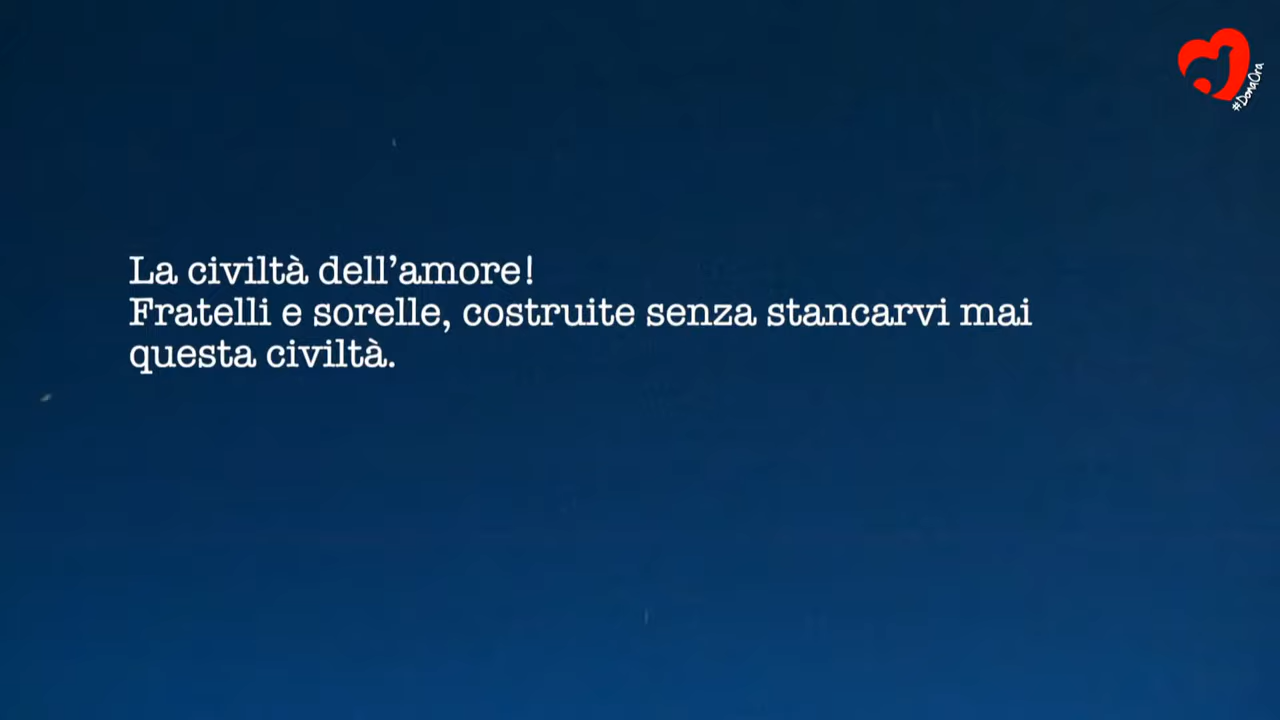 #DonaOra
La civiltà dell’amore!
Fratelli e sorelle, costruite senza stancarvi mai
questa civiltà.